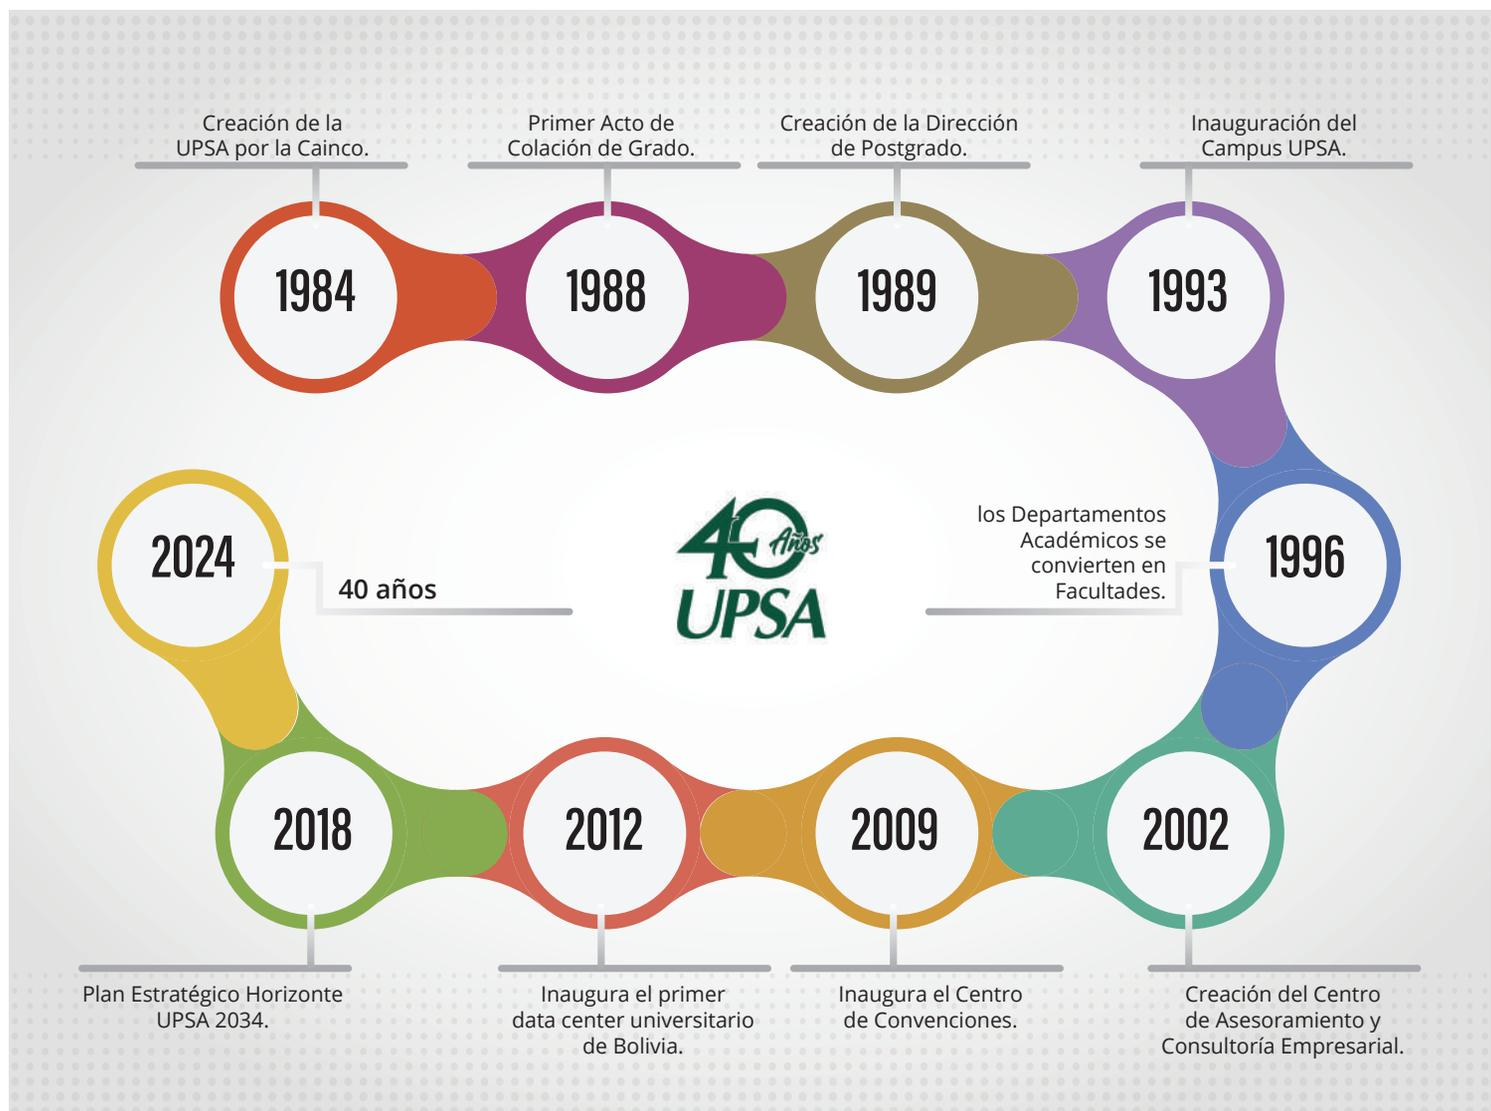 Creación de la
UPSA por la Cainco.
1984
Primer Acto de
Colación de Grado.
1988
Creación de la Dirección
de Postgrado.
1989
Inauguración del
Campus UPSA.
1993
los Departamentos
Académicos se
convierten en
Facultades.
1996
2002
Creación del Centro
de Asesoramiento y
Consultoría Empresarial.
2009
Inaugura el Centro
de Convenciones.
2012
Inaugura el primer
data center universitario
de Bolivia.
2018
Plan Estratégico Horizonte
UPSA 2034.
2024
40 años
40 Años
UPSA